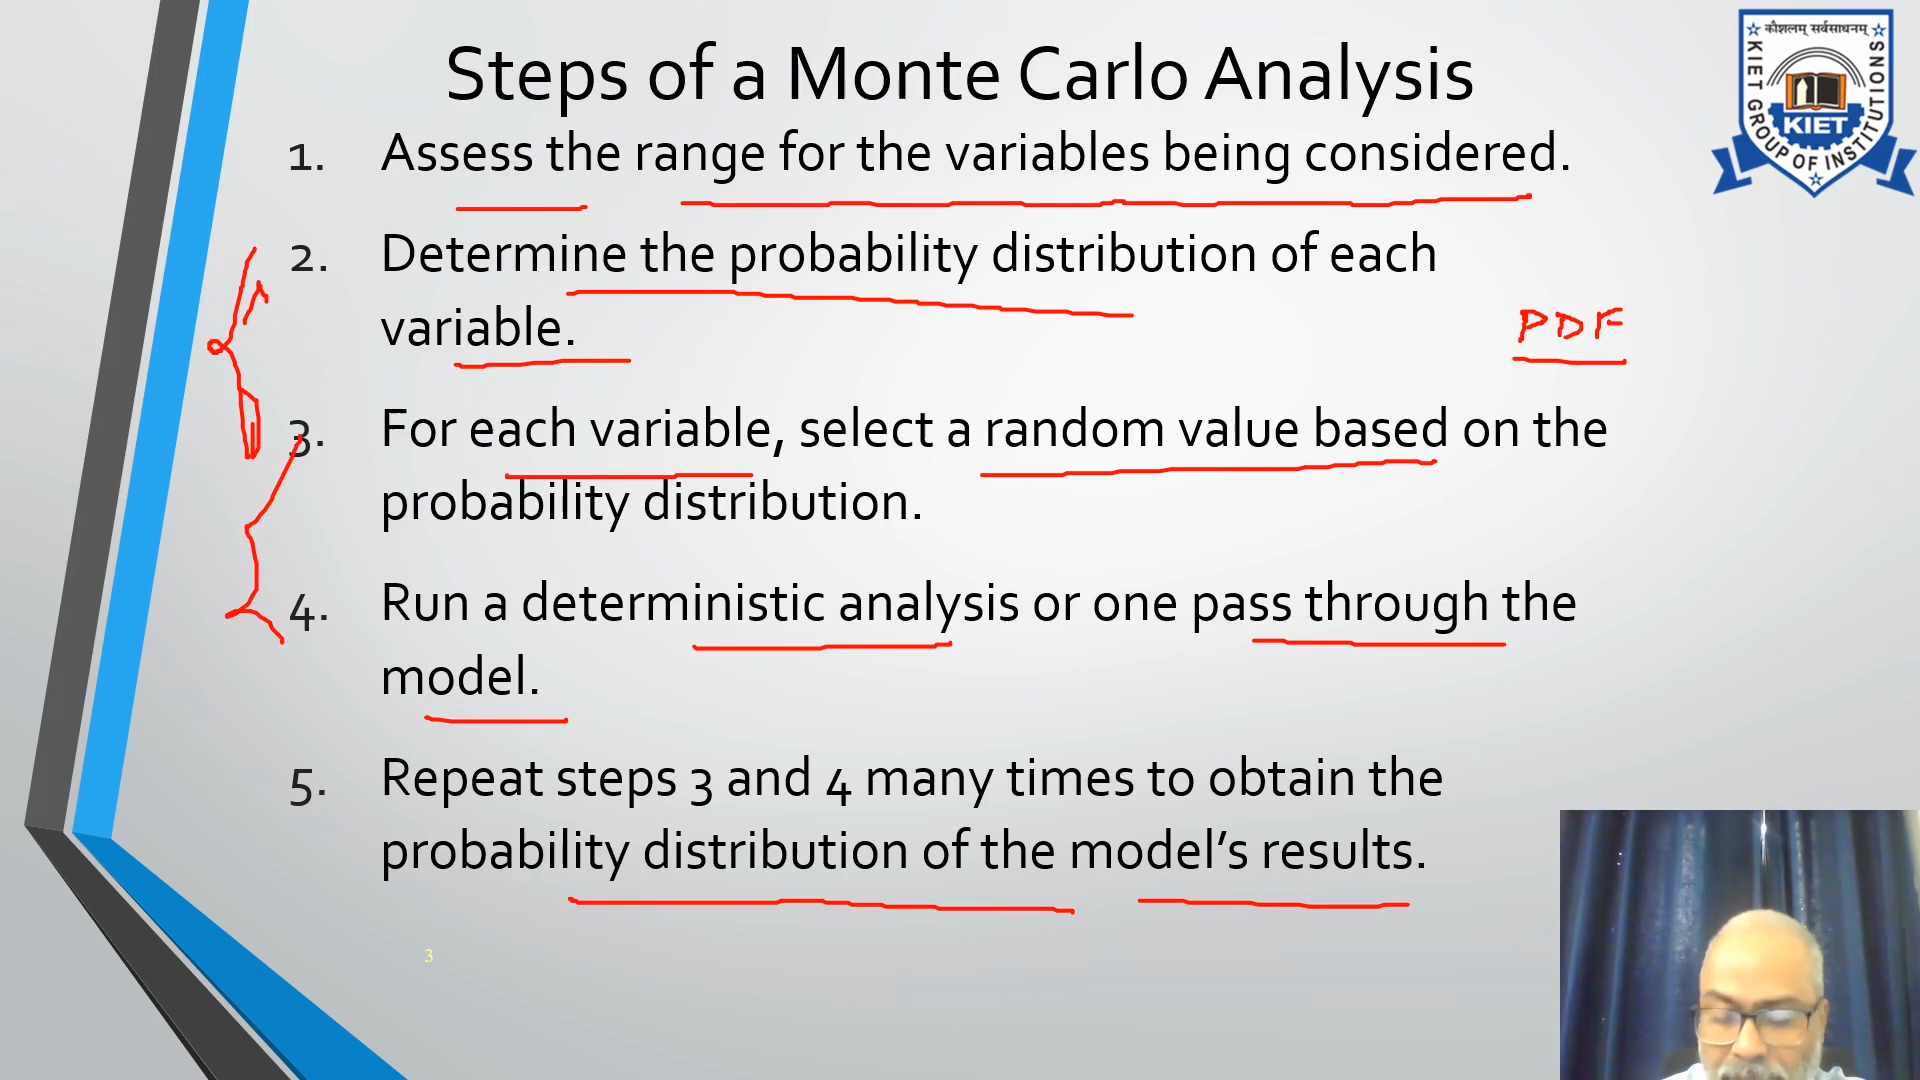 Steps of a Monte Carlo Analysis
1. Assess the range for the variables being considered.
2. Determine the probability distribution of each
variable.
PDF
3. For each variable, select a random value based on the
probability distribution.
4. Run a deterministic analysis or one pass through the
model.
5. Repeat steps 3 and 4 many times to obtain the
probability distribution of the model’s results.
3
कौशलम् सर्वसाधनम्
KIET
KIET GROUP OF INSTITUTIONS